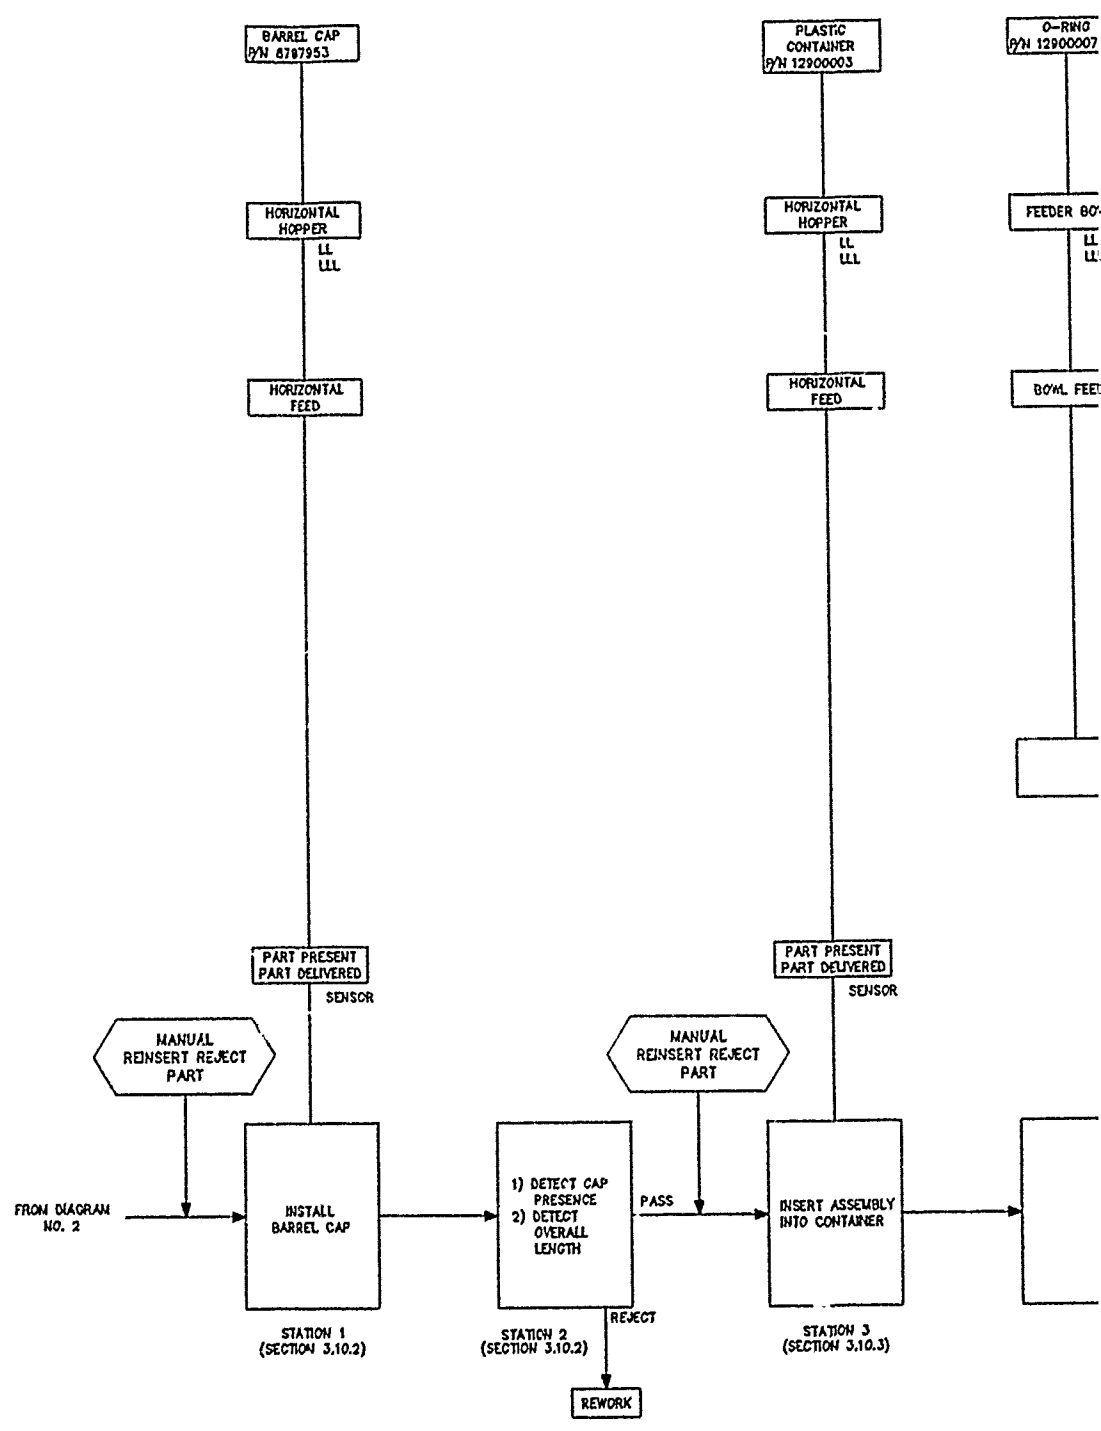 BARREL CAP
P/N 8787953
PLASTIC
CONTAINER
P/N 12900003
O-RING
P/N 12900007
HORIZONTAL
HOPPER
LL
LLL
HORIZONTAL
HOPPER
LL
LLL
FEEDER
LL
HORIZONTAL
FEED
HORIZONTAL
FEED
BOWL
PART PRESENT
PART DELIVERED
SENSOR
PART PRESENT
PART DELIVERED
SENSOR
MANUAL
REINSERT REJECT
PART
MANUAL
REINSERT REJECT
PART
FROM DIAGRAM
NO. 2
INSTALL
BARREL CAP
1) DETECT CAP
PRESENCE
2) DETECT
OVERALL
LENGTH
PASS
INSERT ASSEMBLY
INTO CONTAINER
REJECT
STATION 1
(SECTION 3.10.2)
STATION 2
(SECTION 3.10.2)
STATION 3
(SECTION 3.10.3)
REWORK